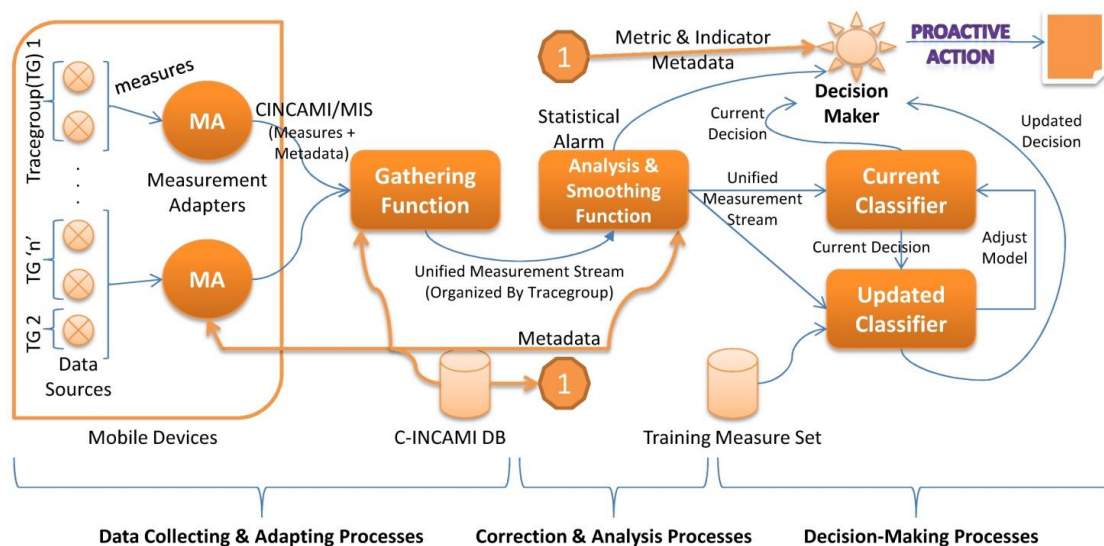 Tracegroup(TG) 1
measures
MA
CINCAMI/MIS
(Measures +
Metadata)
Measurement
Adapters
.
.
.
TG 'n'
MA
TG 2
Data
Sources
Mobile Devices
Gathering
Function
Unified Measurement Stream
(Organized By Tracegroup)
Metadata
C-INCAMI DB
1
1
Metric & Indicator
Metadata
Statistical
Alarm
Analysis &
Smoothing
Function
Decision
Maker
PROACTIVE
ACTION
Current
Decision
Updated
Decision
Unified
Measurement
Stream
Current
Classifier
Current Decision
Adjust
Model
Updated
Classifier
Training Measure Set
Data Collecting & Adapting Processes
Correction & Analysis Processes
Decision-Making Processes